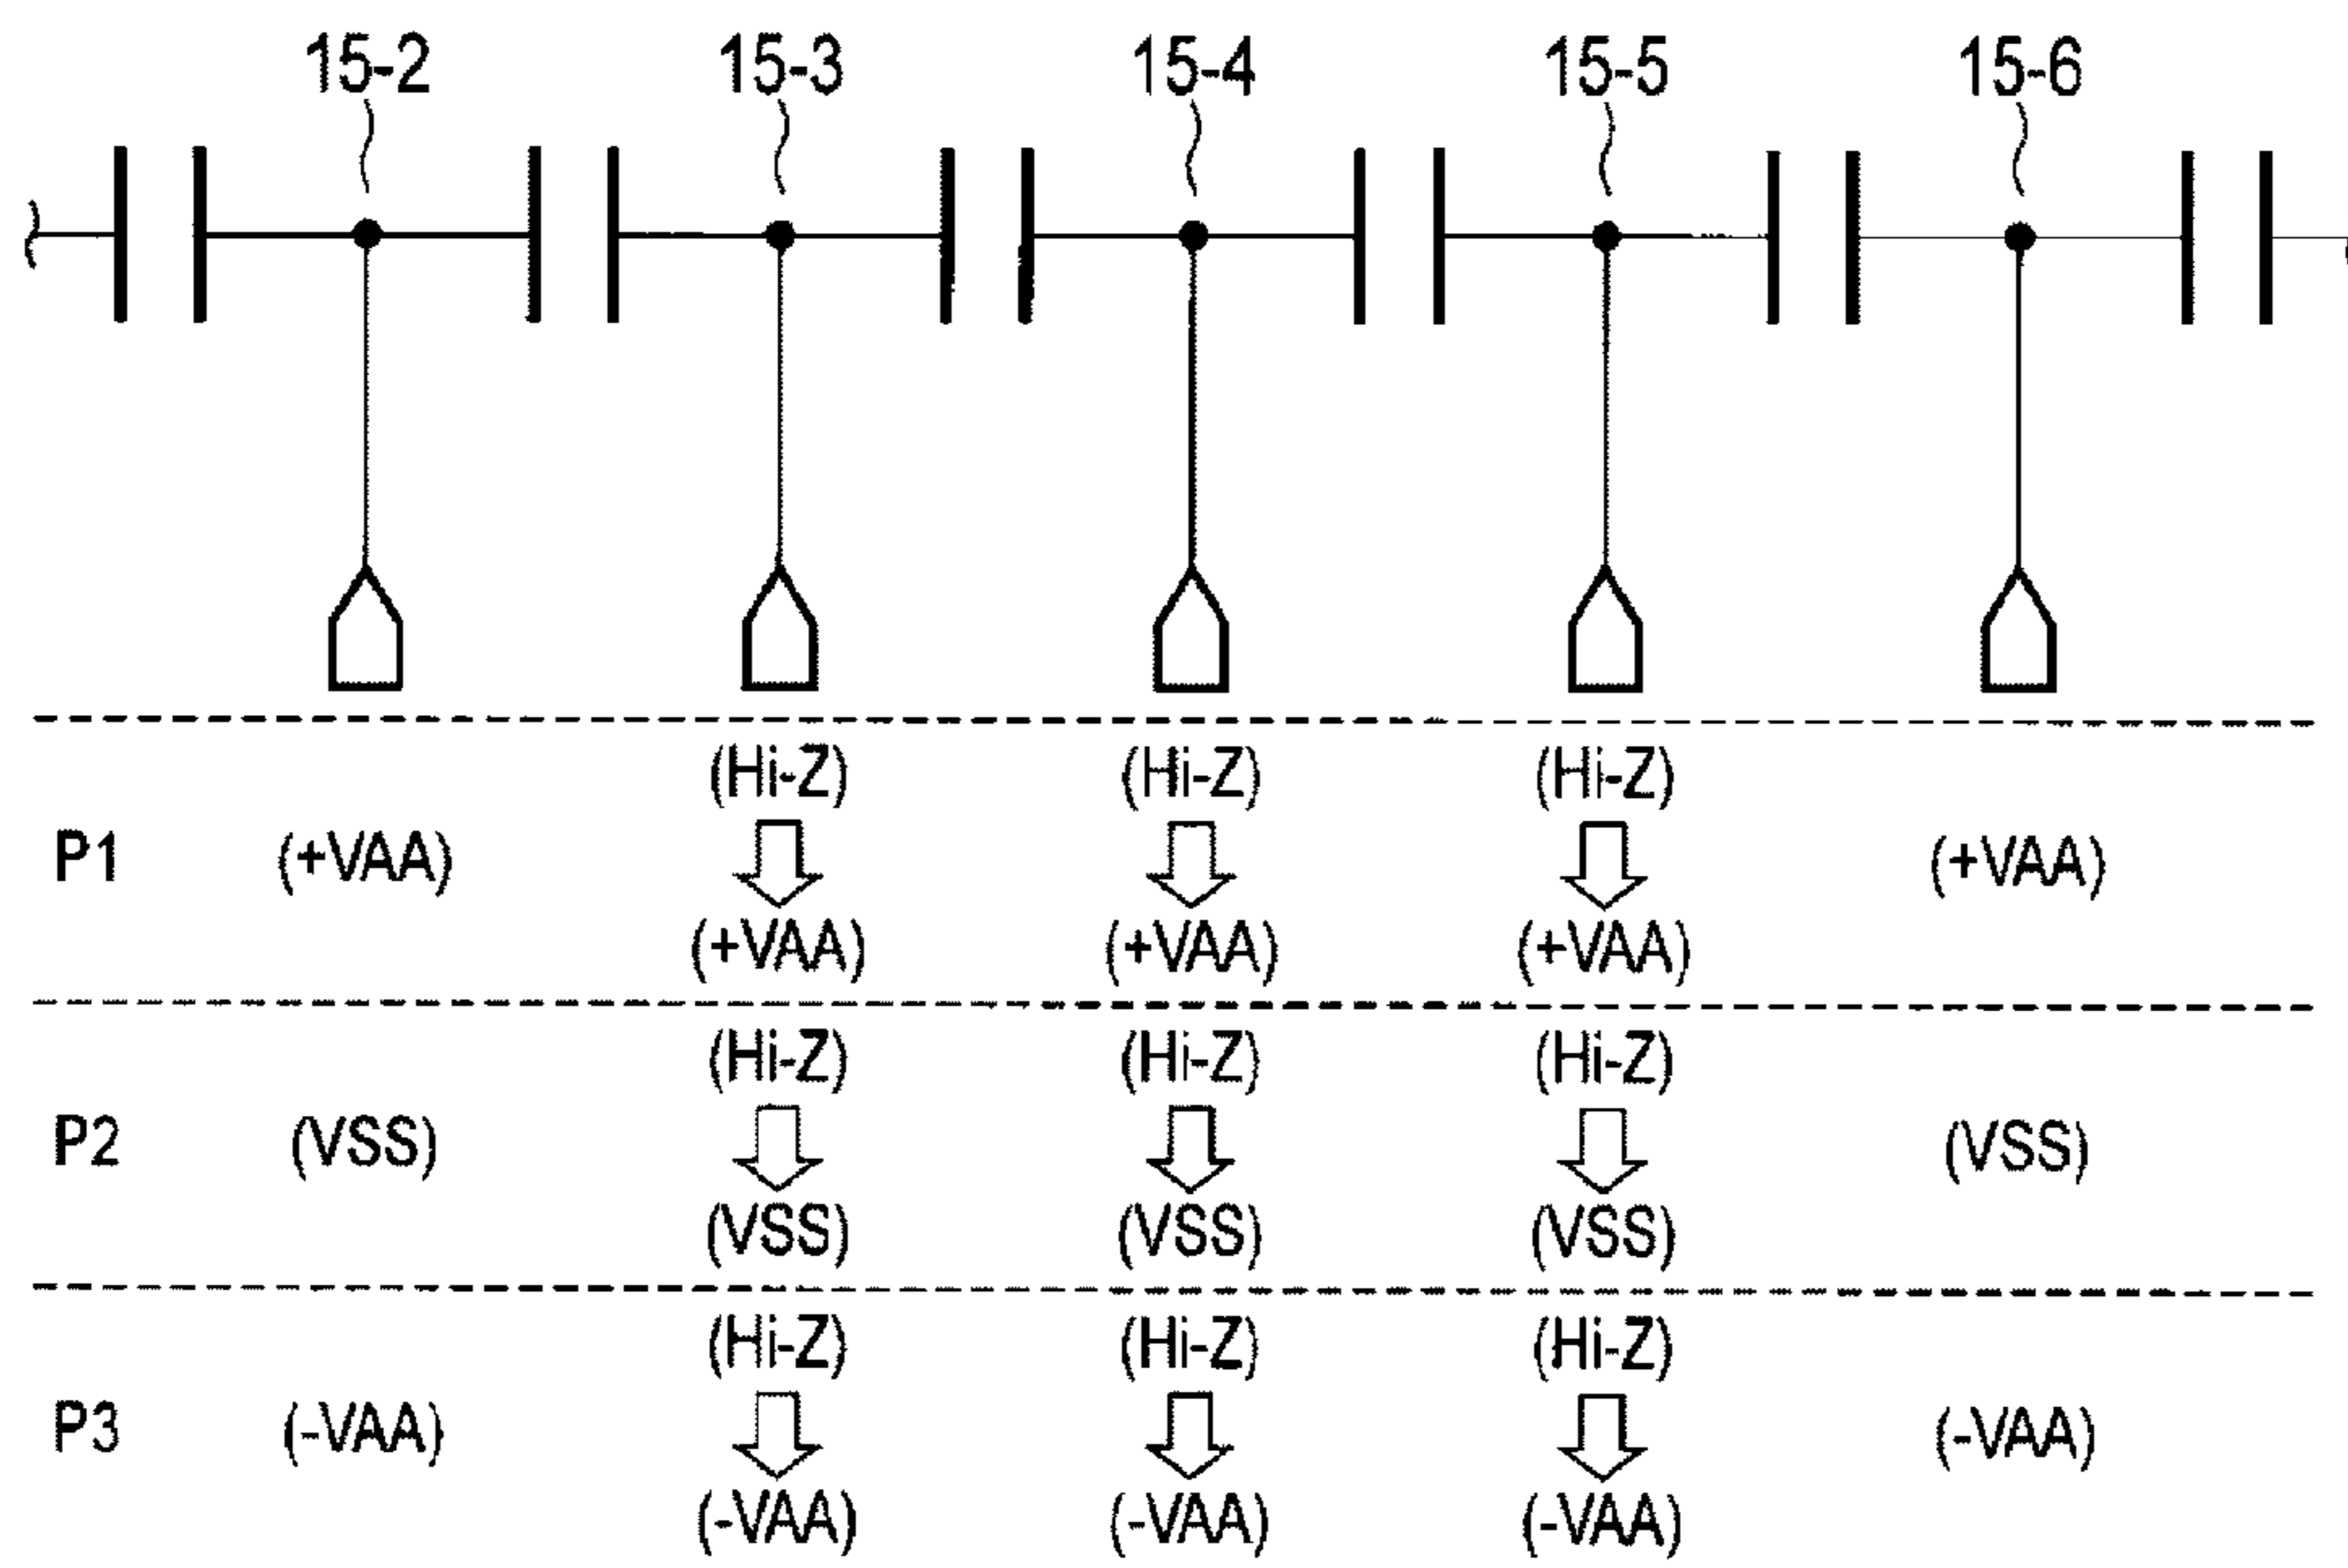 15-2 15-3 15-4 15-5 15-6
(Hi-Z) (Hi-Z) (Hi-Z)
P1 (+VAA) (+VAA)
(+VAA) (+VAA) (+VAA)
(Hi-Z) (Hi-Z) (Hi-Z)
P2 (VSS) (VSS)
(VSS) (VSS) (VSS)
(Hi-Z) (Hi-Z) (Hi-Z)
P3 (-VAA) (-VAA)
(-VAA) (-VAA) (-VAA)